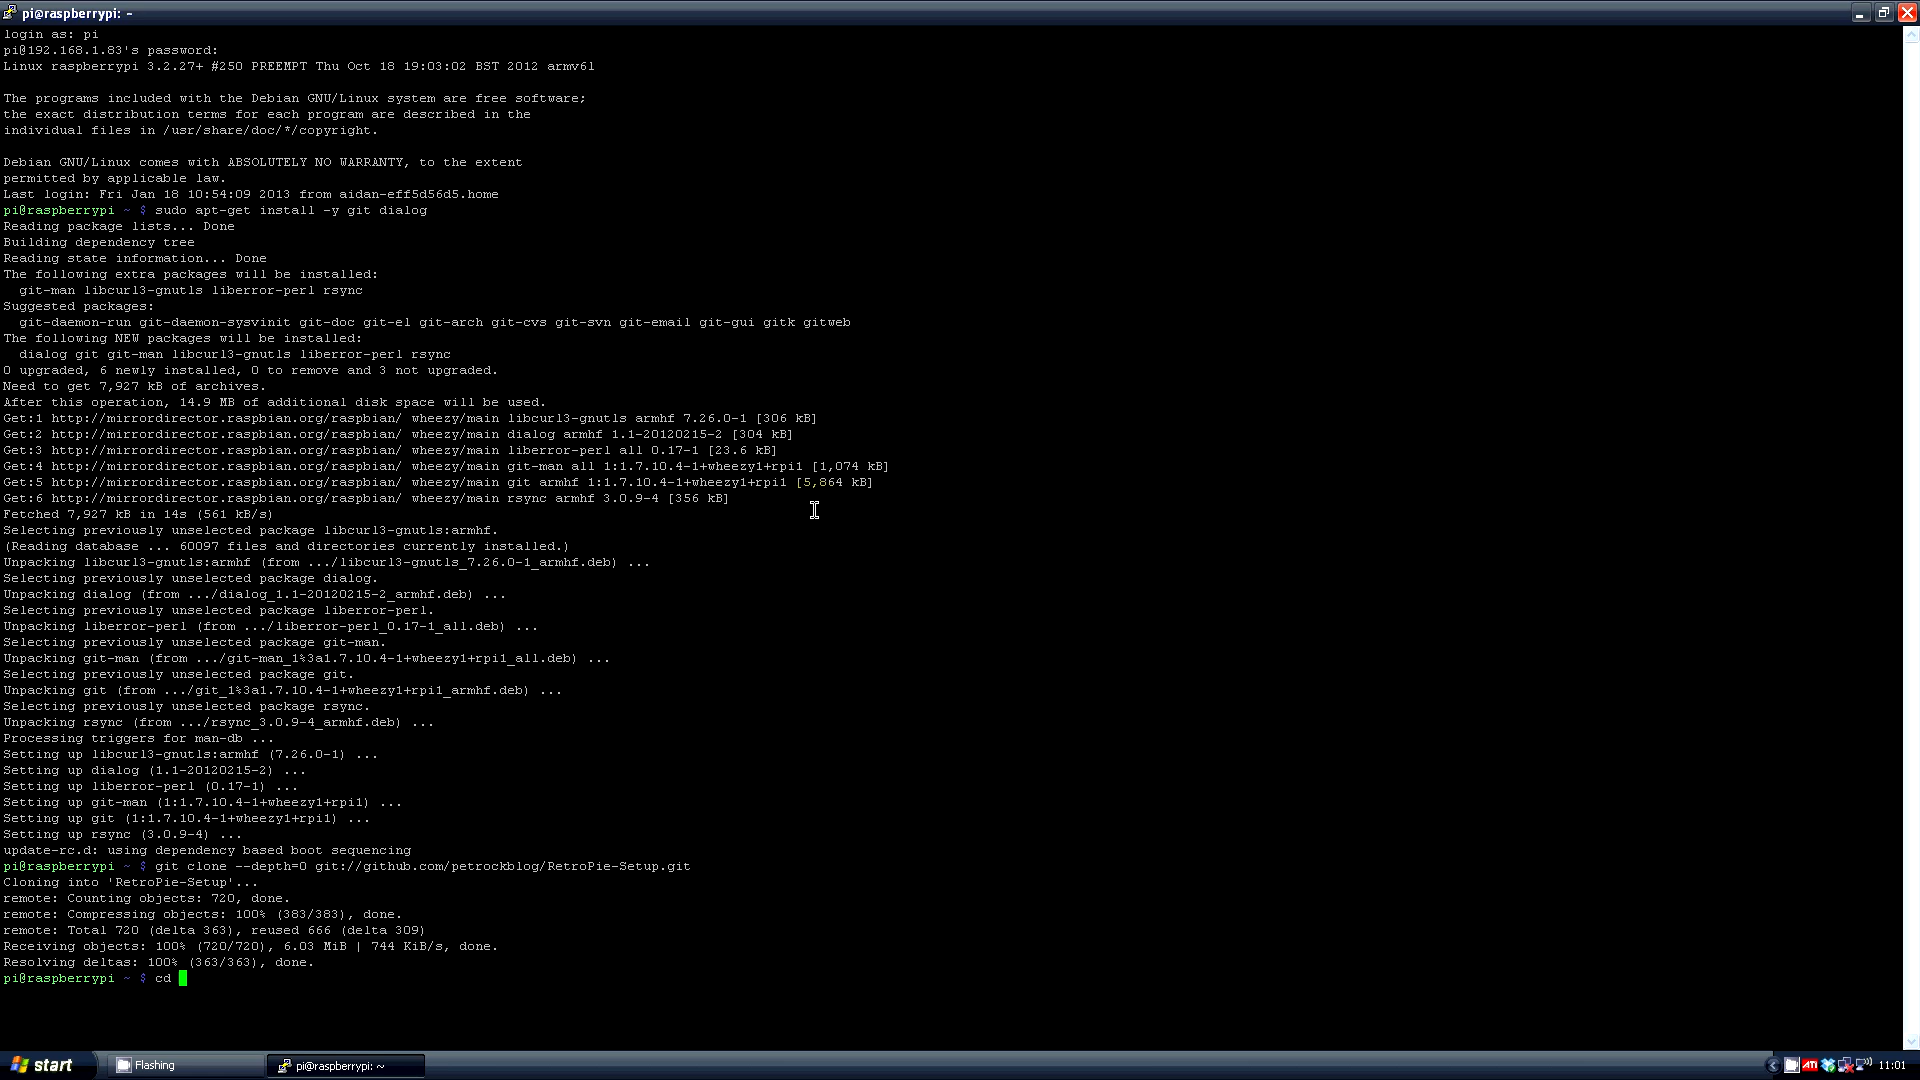 pi@raspberrypi: ~
login as: pi
pi@192.168.1.83's password:
Linux raspberrypi 3.2.27+ #250 PREEMPT Thu Oct 18 19:03:02 BST 2012 armv6l
The programs included with the Debian GNU/Linux system are free software;
the exact distribution terms for each program are described in the
individual files in /usr/share/doc/*/copyright.
Debian GNU/Linux comes with ABSOLUTELY NO WARRANTY, to the extent
permitted by applicable law.
Last login: Fri Jan 18 10:54:09 2013 from aidan-eff5d56d5.home
pi@raspberrypi ~ $ sudo apt-get install -y git dialog
Reading package lists... Done
Building dependency tree
Reading state information... Done
The following extra packages will be installed:
  git-man libcurl3-gnutls liberror-perl rsync
Suggested packages:
  git-daemon-run git-daemon-sysvinit git-doc git-el git-arch git-cvs git-svn git-email git-gui gitk gitweb
The following NEW packages will be installed:
  dialog git git-man libcurl3-gnutls liberror-perl rsync
0 upgraded, 6 newly installed, 0 to remove and 3 not upgraded.
Need to get 7,927 kB of archives.
After this operation, 14.9 MB of additional disk space will be used.
Get:1 http://mirrordirector.raspbian.org/raspbian/ wheezy/main libcurl3-gnutls armhf 7.26.0-1 [306 kB]
Get:2 http://mirrordirector.raspbian.org/raspbian/ wheezy/main dialog armhf 1.1-20120215-2 [304 kB]
Get:3 http://mirrordirector.raspbian.org/raspbian/ wheezy/main liberror-perl all 0.17-1 [23.6 kB]
Get:4 http://mirrordirector.raspbian.org/raspbian/ wheezy/main git-man all 1:1.7.10.4-1+wheezy1+rpi1 [1,074 kB]
Get:5 http://mirrordirector.raspbian.org/raspbian/ wheezy/main git armhf 1:1.7.10.4-1+wheezy1+rpi1 [5,864 kB]
Get:6 http://mirrordirector.raspbian.org/raspbian/ wheezy/main rsync armhf 3.0.9-4 [356 kB]
Fetched 7,927 kB in 14s (561 kB/s)
Selecting previously unselected package libcurl3-gnutls:armhf.
(Reading database ... 60097 files and directories currently installed.)
Unpacking libcurl3-gnutls:armhf (from .../libcurl3-gnutls_7.26.0-1_armhf.deb) ...
Selecting previously unselected package dialog.
Unpacking dialog (from .../dialog_1.1-20120215-2_armhf.deb) ...
Selecting previously unselected package liberror-perl.
Unpacking liberror-perl (from .../liberror-perl_0.17-1_all.deb) ...
Selecting previously unselected package git-man.
Unpacking git-man (from .../git-man_1%3a1.7.10.4-1+wheezy1+rpi1_all.deb) ...
Selecting previously unselected package git.
Unpacking git (from .../git_1%3a1.7.10.4-1+wheezy1+rpi1_armhf.deb) ...
Selecting previously unselected package rsync.
Unpacking rsync (from .../rsync_3.0.9-4_armhf.deb) ...
Processing triggers for man-db ...
Setting up libcurl3-gnutls:armhf (7.26.0-1) ...
Setting up dialog (1.1-20120215-2) ...
Setting up liberror-perl (0.17-1) ...
Setting up git-man (1:1.7.10.4-1+wheezy1+rpi1) ...
Setting up git (1:1.7.10.4-1+wheezy1+rpi1) ...
Setting up rsync (3.0.9-4) ...
update-rc.d: using dependency based boot sequencing
pi@raspberrypi ~ $ git clone --depth=0 git://github.com/petrockblog/RetroPie-Setup.git
Cloning into 'RetroPie-Setup'...
remote: Counting objects: 720, done.
remote: Compressing objects: 100% (383/383), done.
remote: Total 720 (delta 363), reused 666 (delta 309)
Receiving objects: 100% (720/720), 6.03 MiB | 744 KiB/s, done.
Resolving deltas: 100% (363/363), done.
pi@raspberrypi ~ $ cd
start Flashing pi@raspberrypi: ~ ATI 11:01